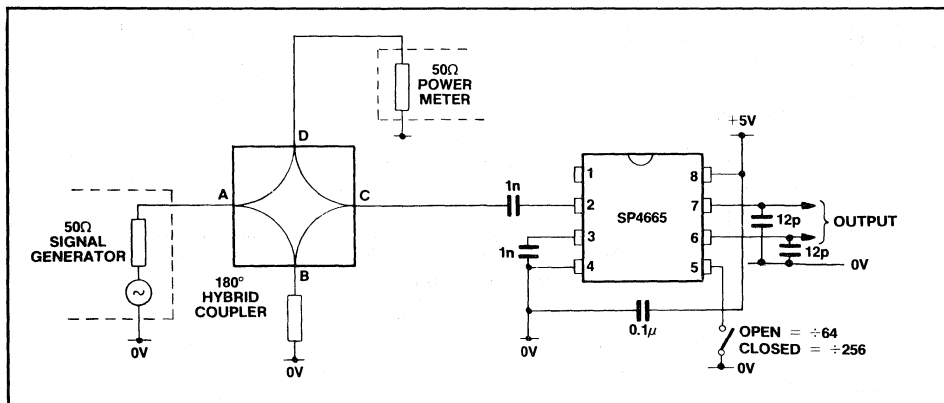 50Ω
POWER
METER
D
+5V
A
C
1n
1
2
3
4
SP4665
8
7
6
5
12p
12p
OUTPUT
0V
50Ω
SIGNAL
GENERATOR
1n
B
180°
HYBRID
COUPLER
0.1μ
OPEN = ÷64
CLOSED = ÷256
0V
0V
0V
0V